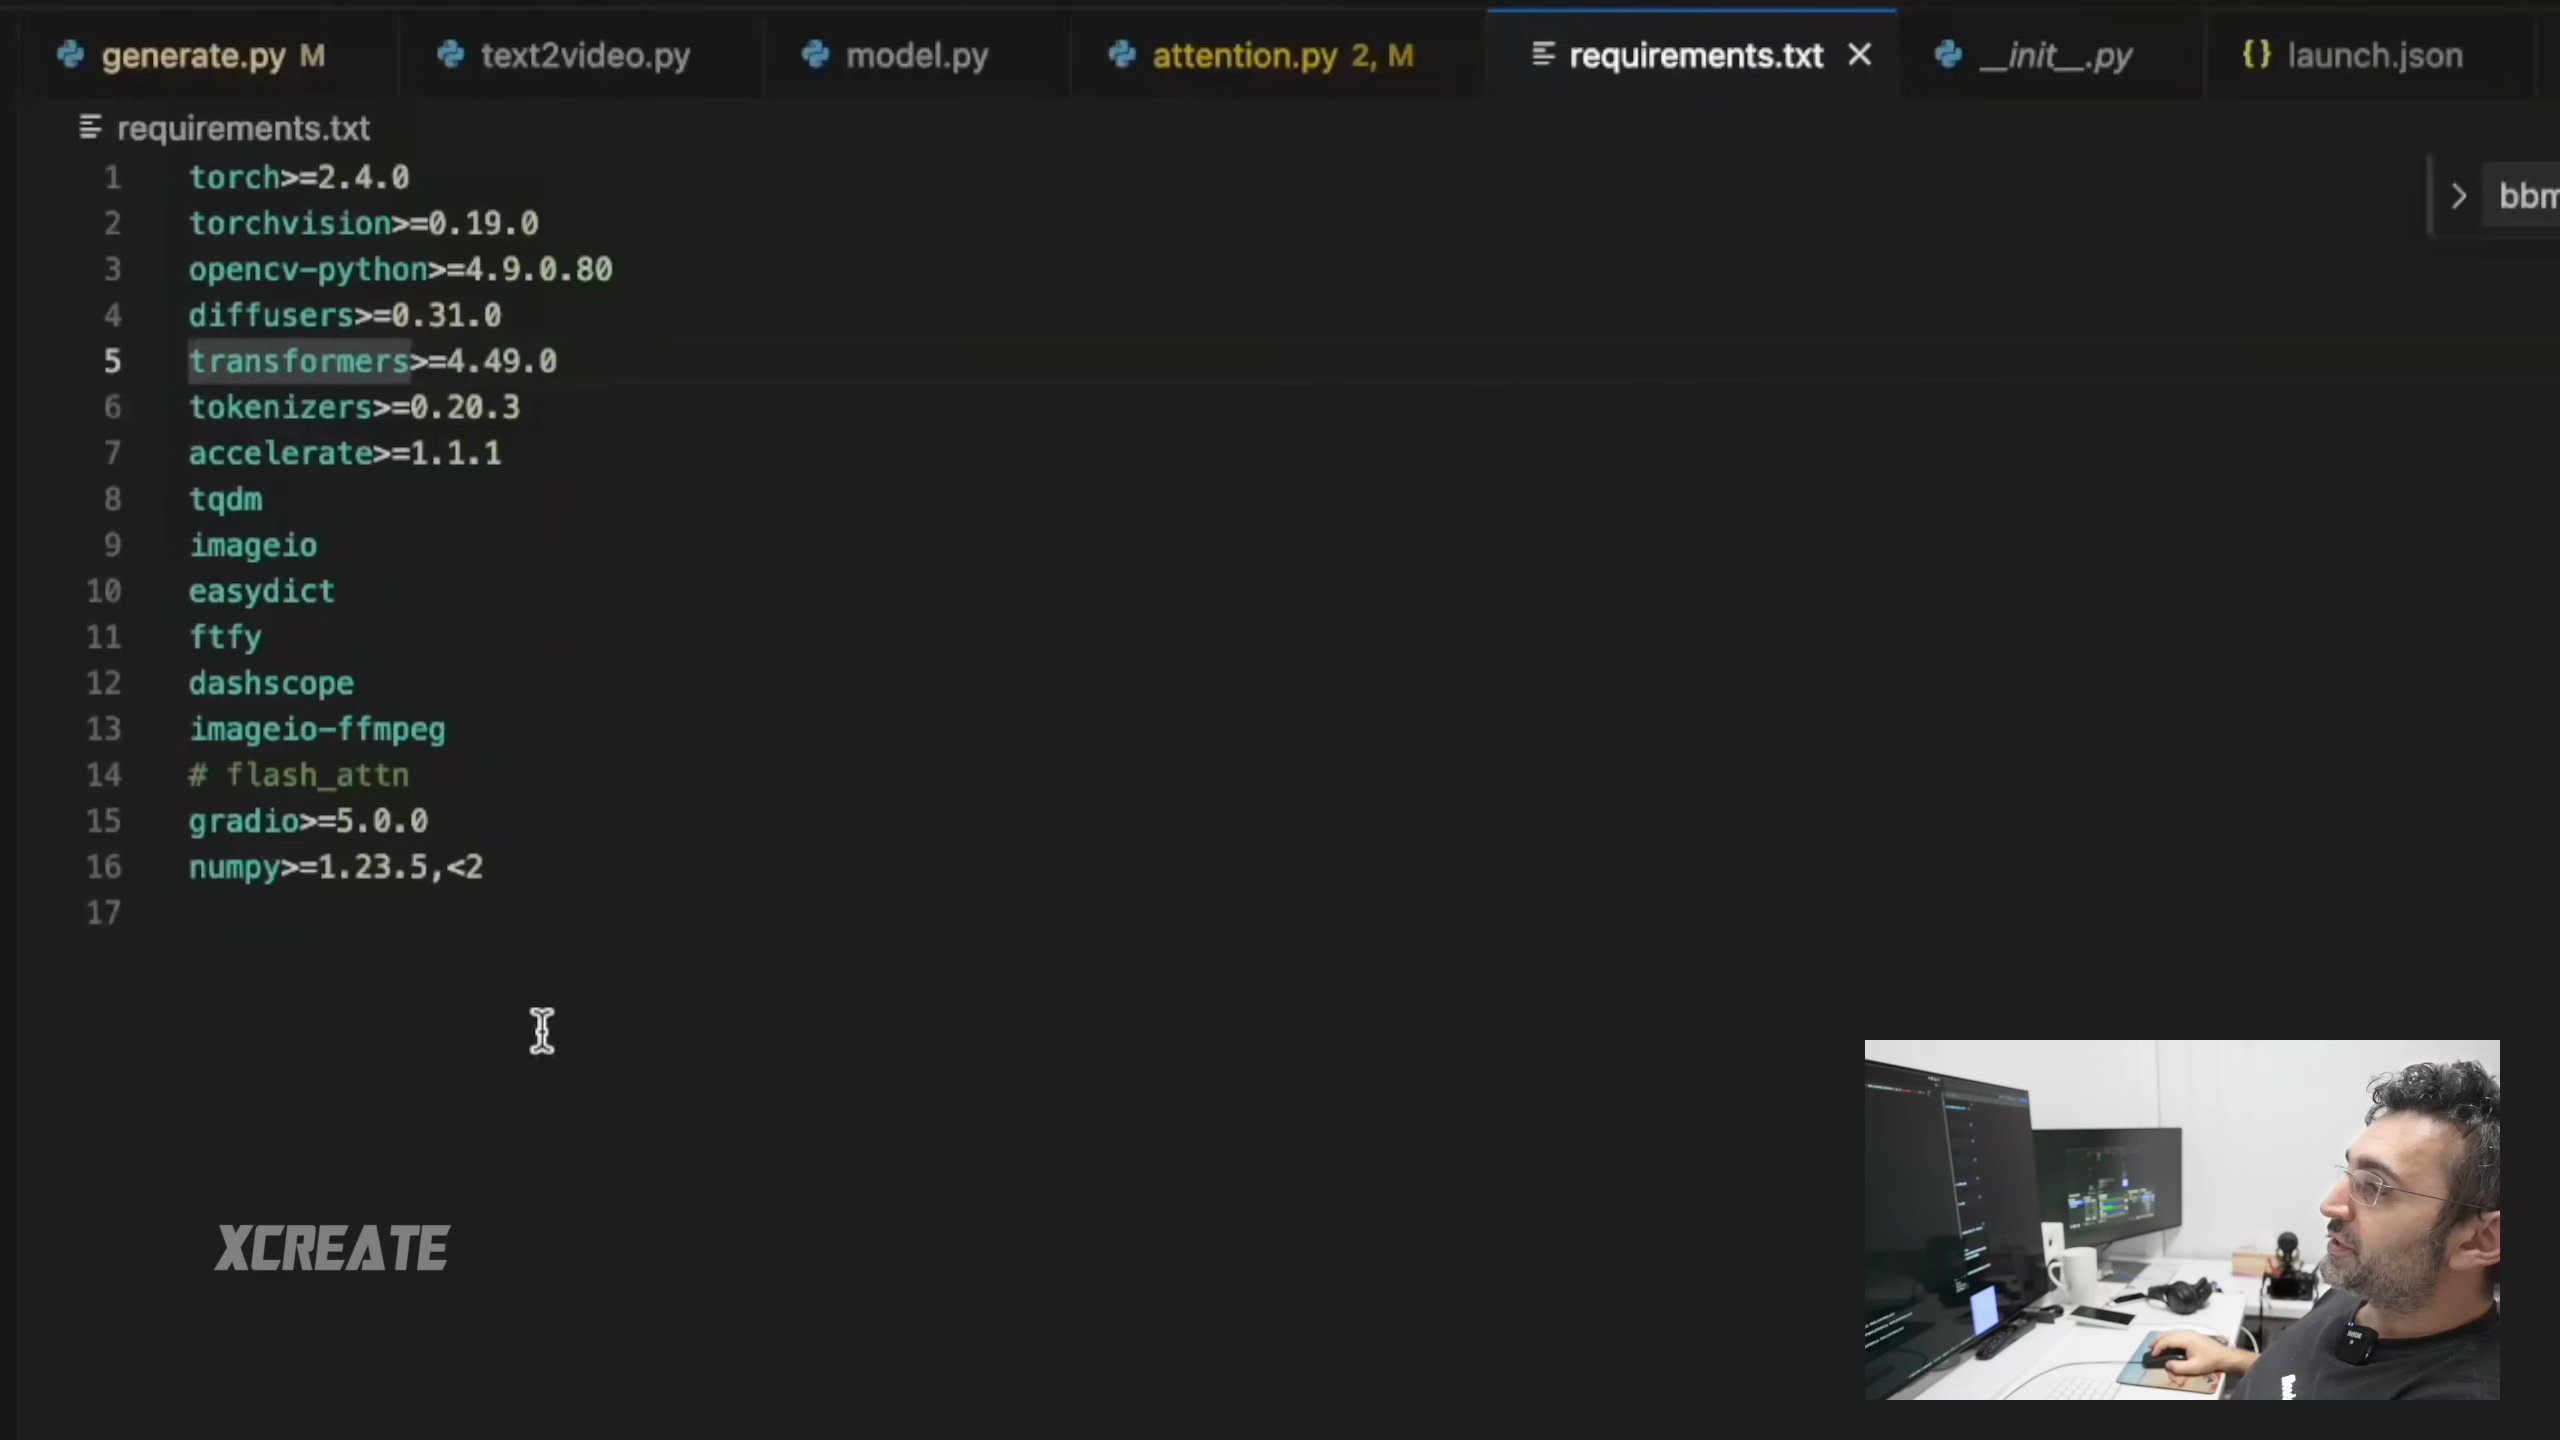 generate.py M
text2video.py
model.py
attention.py 2, M
requirements.txt
__init__.py
{} launch.json
requirements.txt
bbm
1 torch>=2.4.0
2 torchvision>=0.19.0
3 opencv-python>=4.9.0.80
4 diffusers>=0.31.0
5 transformers>=4.49.0
6 tokenizers>=0.20.3
7 accelerate>=1.1.1
8 tqdm
9 imageio
10 easydict
11 ftfy
12 dashscope
13 imageio-ffmpeg
14 # flash_attn
15 gradio>=5.0.0
16 numpy>=1.23.5,<2
17
XCREATE
RODE